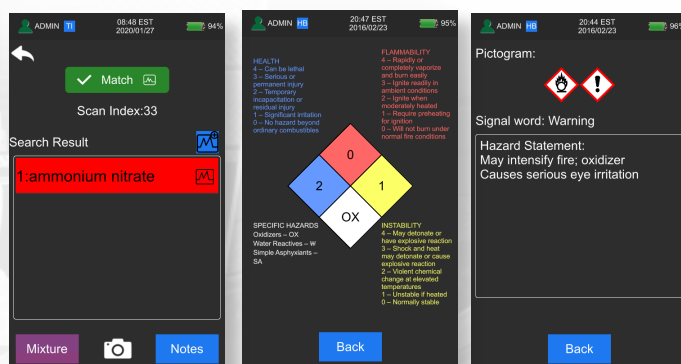 ADMIN TI
08:48 EST
2020/01/27
94%
Match
Scan Index:33
Search Result
1:ammonium nitrate
Mixture
Notes
ADMIN HB
20:47 EST
2016/02/23
95%
HEALTH
4 – Can be lethal
3 – Serious or
permanent injury
2 – Temporary
incapacitation or
residual injury
1 – Significant irritation
0 – No hazard beyond
ordinary combustibles
FLAMMABILITY
4 – Rapidly or
completely vaporize
and burn easily
3 – Ignite readily in
ambient conditions
2 – Ignite when
moderately heated
1 – Require preheating
for ignition
0 – Will not burn under
normal fire conditions
0
2
1
OX
SPECIFIC HAZARDS
Oxidizers – OX
Water Reactives – W
Simple Asphyxiants –
SA
INSTABILITY
4 – May detonate or
have explosive reaction
3 – Shock and heat
may detonate or cause
explosive reaction
2 – Violent chemical
change at elevated
temperatures
1 – Unstable if heated
0 – Normally stable
Back
ADMIN HB
20:44 EST
2016/02/23
96%
Pictogram:
Signal word: Warning
Hazard Statement:
May intensify fire; oxidizer
Causes serious eye irritation
Back